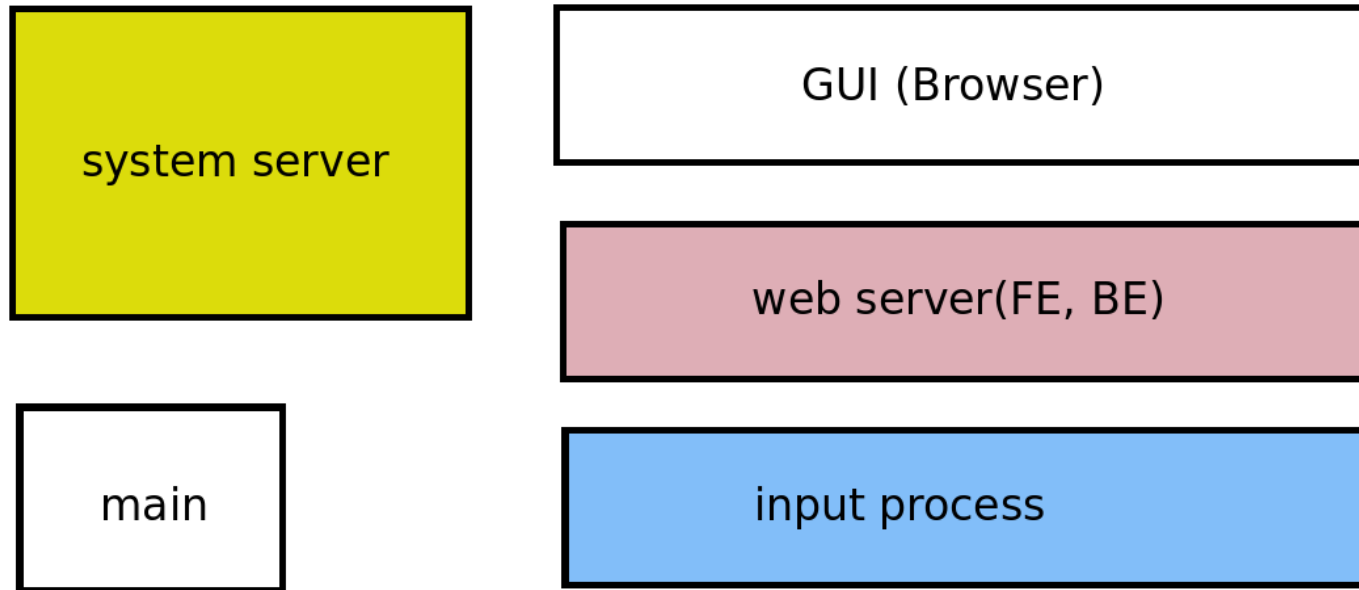 system server
GUI (Browser)
web server(FE, BE)
main
input process